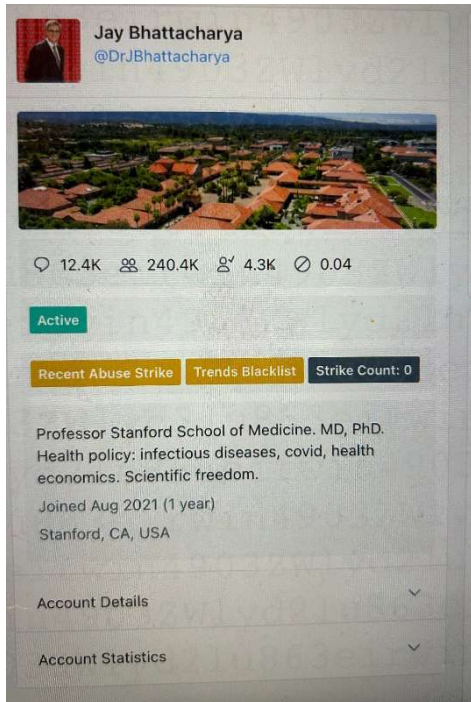 Jay Bhattacharya
@DrJBhattacharya
12.4K 240.4K 4.3K 0.04
Active
Recent Abuse Strike Trends Blacklist Strike Count: 0
Professor Stanford School of Medicine. MD, PhD.
Health policy: infectious diseases, covid, health
economics. Scientific freedom.
Joined Aug 2021 (1 year)
Stanford, CA, USA
Account Details
Account Statistics